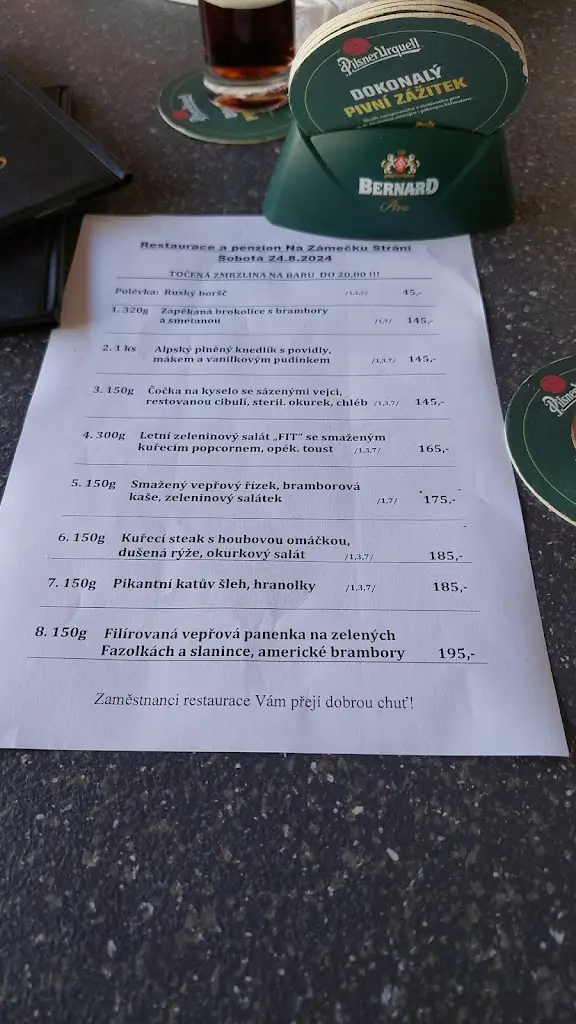 Pilsner Urquell
DOKONALÝ
PIVNÍ ZÁŽITEK
BERNARD
Pivo
Restaurace a penzion Na Zámečku Strání
Sobota 24.8.2024
TOČENÁ ZMRZLINA NA BARU DO 20,00 !!!
Polévka: Ruský boršč /1,3,7/ 45,-
1. 320g Zapékaná brokolice s brambory
a smetanou /1,7/ 145,-
2. 1 ks Alpský plněný knedlík s povidly,
mákem a vanilkovým pudinkem /1,3,7/ 145,-
3. 150g Čočka na kyselo se sázenými vejci,
restovanou cibulí, steril. okurek, chléb /1,3,7/ 145,-
4. 300g Letní zeleninový salát „FIT" se smaženým
kuřecím popcornem, opék. toust /1,3,7/ 165,-
5. 150g Smažený vepřový řízek, bramborová
kaše, zeleninový salátek /1,7/ 175,-
6. 150g Kuřecí steak s houbovou omáčkou,
dušená rýže, okurkový salát /1,3,7/ 185,-
7. 150g Pikantní katův šleh, hranolky /1,3,7/ 185,-
8. 150g Filírovaná vepřová panenka na zelených
Fazolkách a slanince, americké brambory 195,-
Zaměstnanci restaurace Vám přejí dobrou chuť!
Pilsner